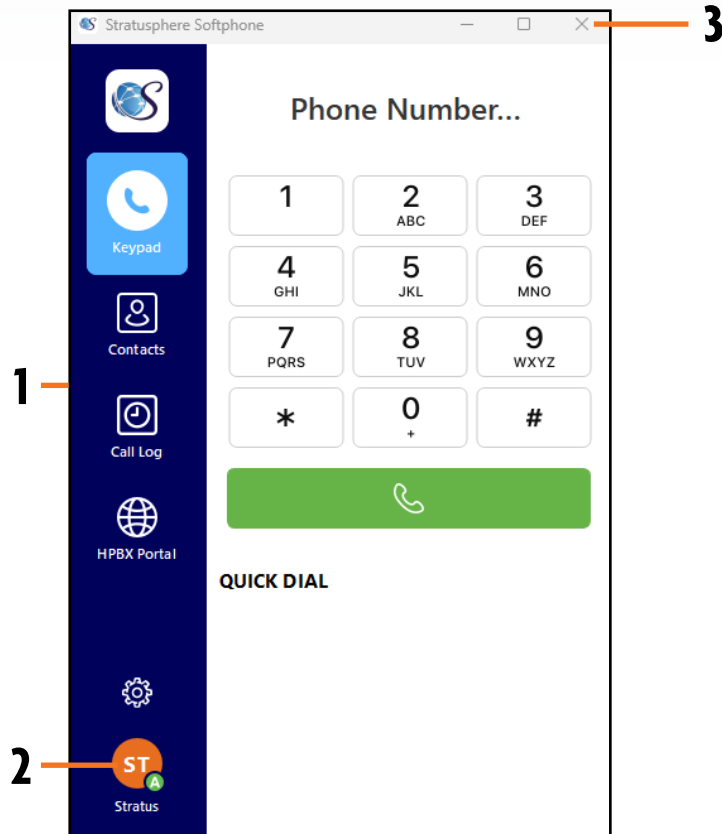 Stratusphere Softphone
3
S
Phone Number...
Keypad
1
2
ABC
3
DEF
4
GHI
5
JKL
6
MNO
Contacts
7
PQRS
8
TUV
9
WXYZ
1
Call Log
*
0
+
#
HPBX Portal
QUICK DIAL
2
ST
A
Stratus